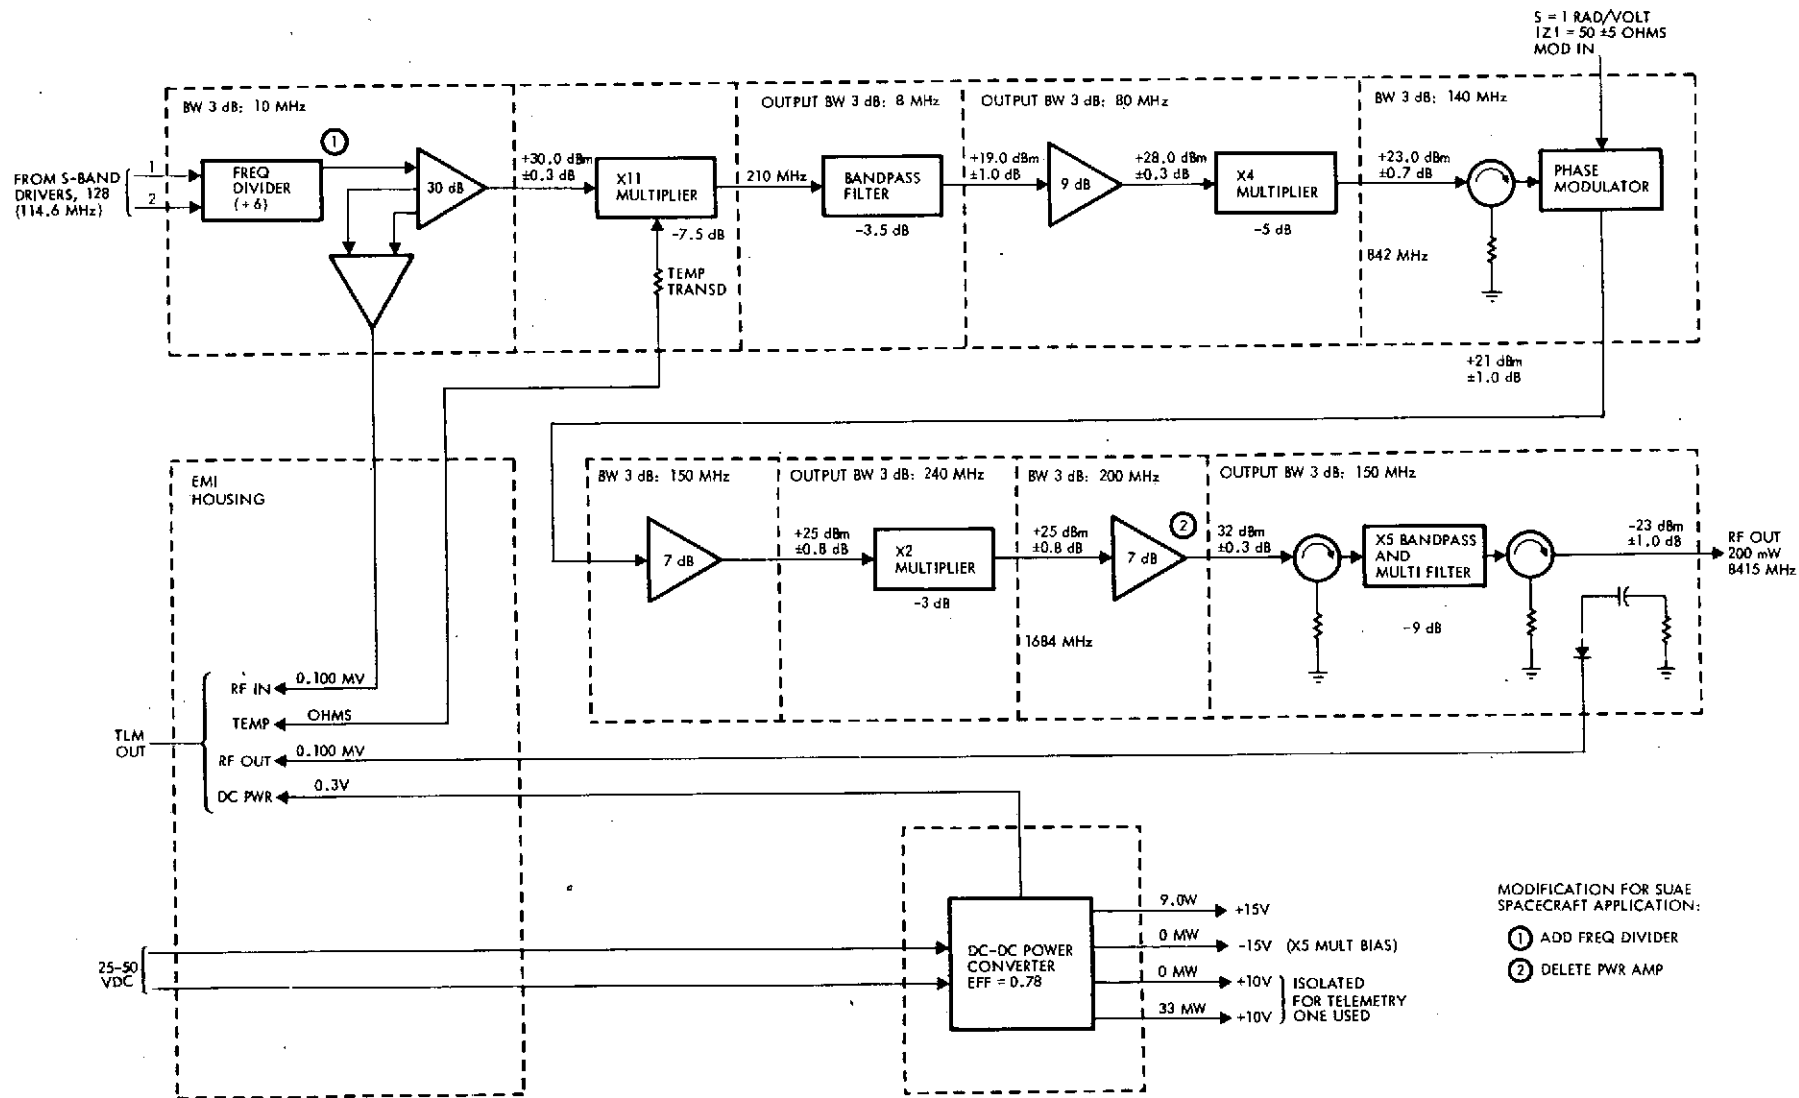 S = 1 RAD/VOLT
IZ1 = 50 ±5 OHMS
MOD IN
BW 3 dB: 10 MHz
OUTPUT BW 3 dB: 8 MHz
OUTPUT BW 3 dB: 80 MHz
BW 3 dB: 140 MHz
1
FROM S-BAND
DRIVERS, 128
(114.6 MHz)
1
2
FREQ
DIVIDER
(÷6)
30 dB
+30.0 dBm
±0.3 dB
X11
MULTIPLIER
-7.5 dB
TEMP
TRANSD
210 MHz
BANDPASS
FILTER
-3.5 dB
+19.0 dBm
±1.0 dB
9 dB
+28.0 dBm
±0.3 dB
X4
MULTIPLIER
-5 dB
+23.0 dBm
±0.7 dB
842 MHz
PHASE
MODULATOR
+21 dBm
±1.0 dB
EMI
HOUSING
BW 3 dB: 150 MHz
OUTPUT BW 3 dB: 240 MHz
BW 3 dB: 200 MHz
OUTPUT BW 3 dB: 150 MHz
7 dB
+25 dBm
±0.8 dB
X2
MULTIPLIER
-3 dB
+25 dBm
±0.8 dB
1684 MHz
7 dB
2
32 dBm
±0.3 dB
X5 BANDPASS
AND
MULTI FILTER
-9 dB
-23 dBm
±1.0 dB
RF OUT
200 mW
8415 MHz
TLM
OUT
RF IN
0.100 MV
TEMP
OHMS
RF OUT
0.100 MV
DC PWR
0.3V
25-50
VDC
DC-DC POWER
CONVERTER
EFF = 0.78
9.0W
+15V
0 MW
-15V (X5 MULT BIAS)
0 MW
+10V
33 MW
+10V
ISOLATED
FOR TELEMETRY
ONE USED
MODIFICATION FOR SUAE
SPACECRAFT APPLICATION:
1 ADD FREQ DIVIDER
2 DELETE PWR AMP